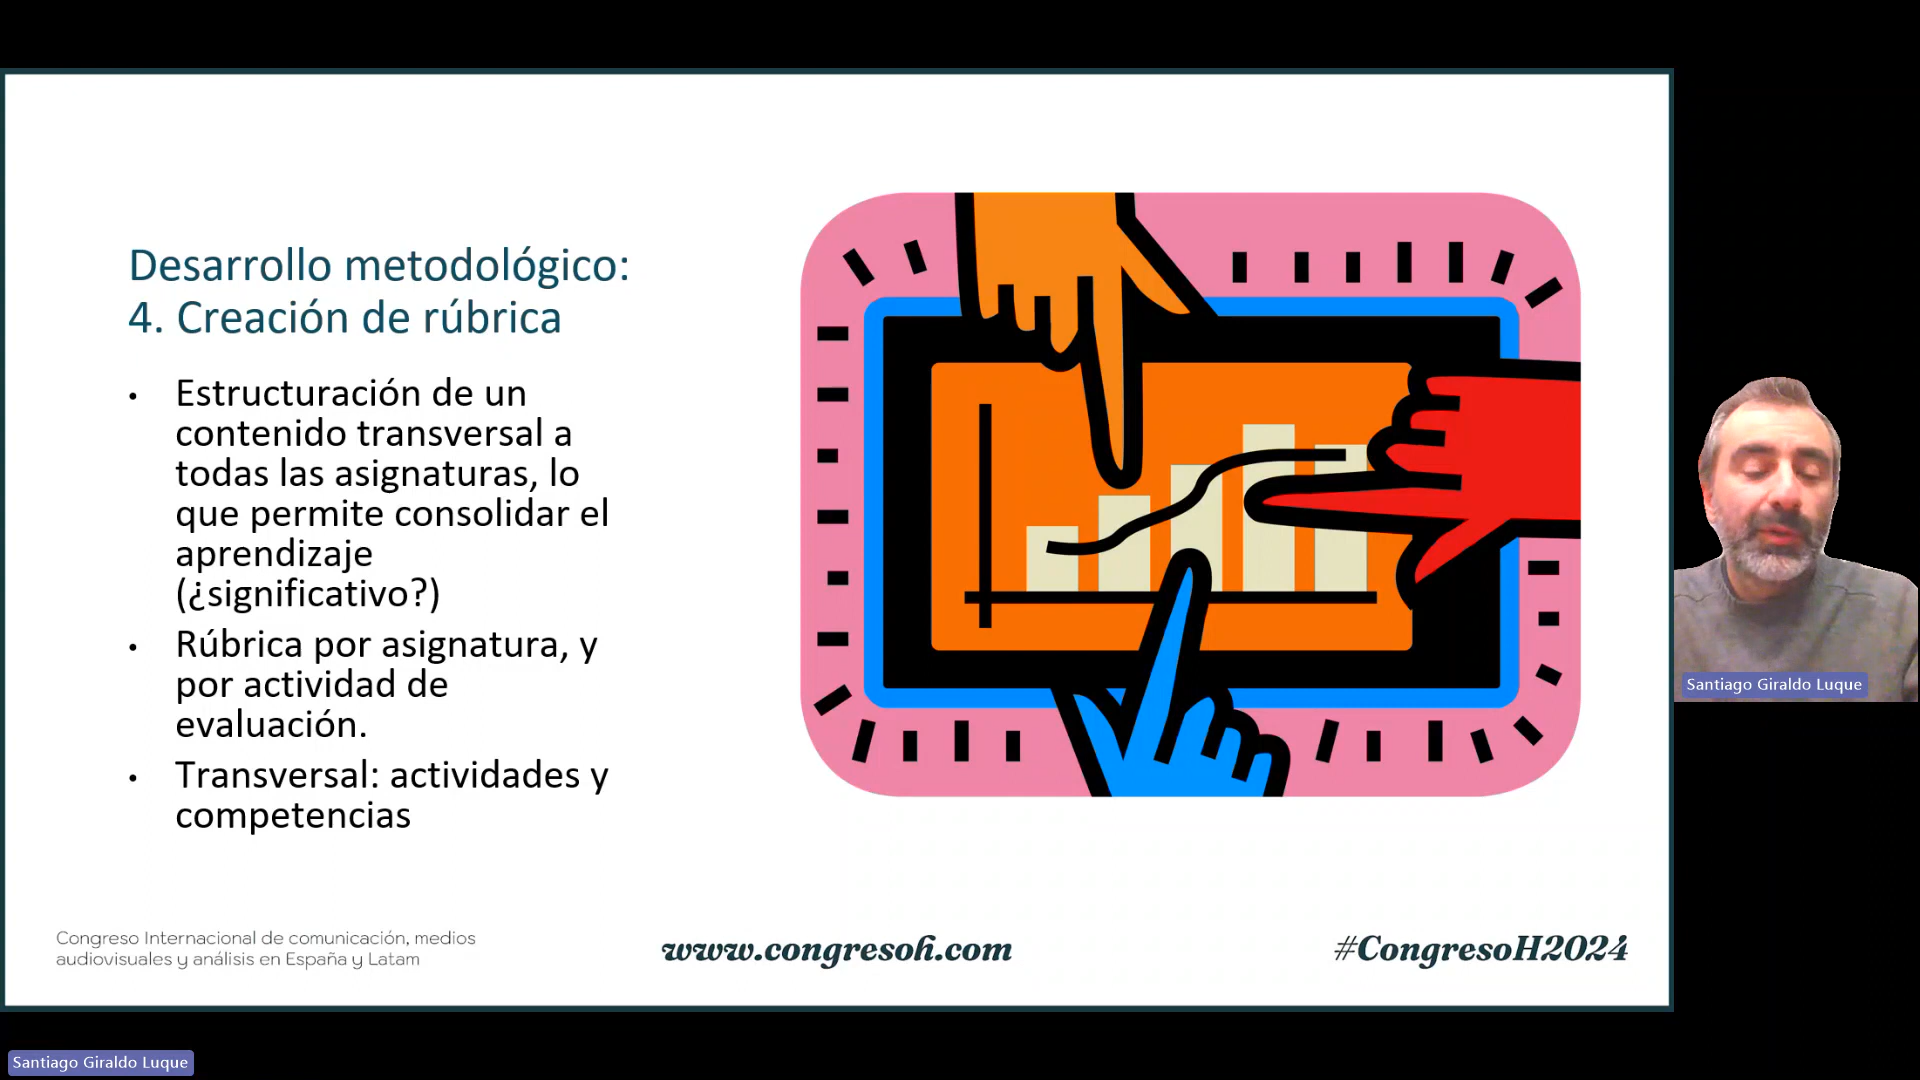 Desarrollo metodológico:
4. Creación de rúbrica
• Estructuración de un
contenido transversal a
todas las asignaturas, lo
que permite consolidar el
aprendizaje
(¿significativo?)
• Rúbrica por asignatura, y
por actividad de
evaluación.
• Transversal: actividades y
competencias
Congreso Internacional de comunicación, medios
audiovisuales y análisis en España y Latam
www.congresoh.com
#CongresoH2024
Santiago Giraldo Luque
Santiago Giraldo Luque